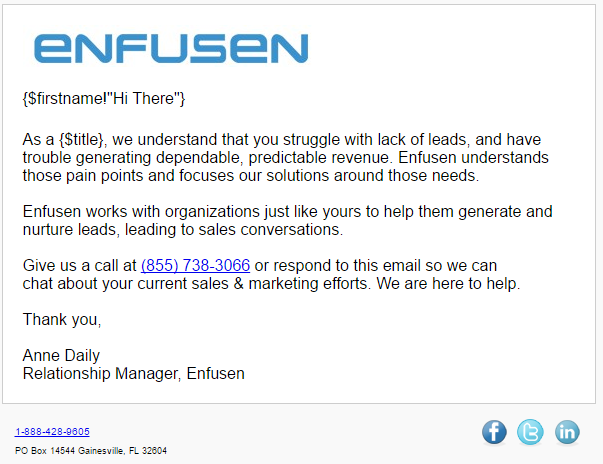 ENFUSEN
{$firstname!"Hi There"}
As a {$title}, we understand that you struggle with lack of leads, and have
trouble generating dependable, predictable revenue. Enfusen understands
those pain points and focuses our solutions around those needs.
Enfusen works with organizations just like yours to help them generate and
nurture leads, leading to sales conversations.
Give us a call at (855) 738-3066 or respond to this email so we can
chat about your current sales & marketing efforts. We are here to help.
Thank you,
Anne Daily
Relationship Manager, Enfusen
1-888-428-9605
PO Box 14544 Gainesville, FL 32604
f t in